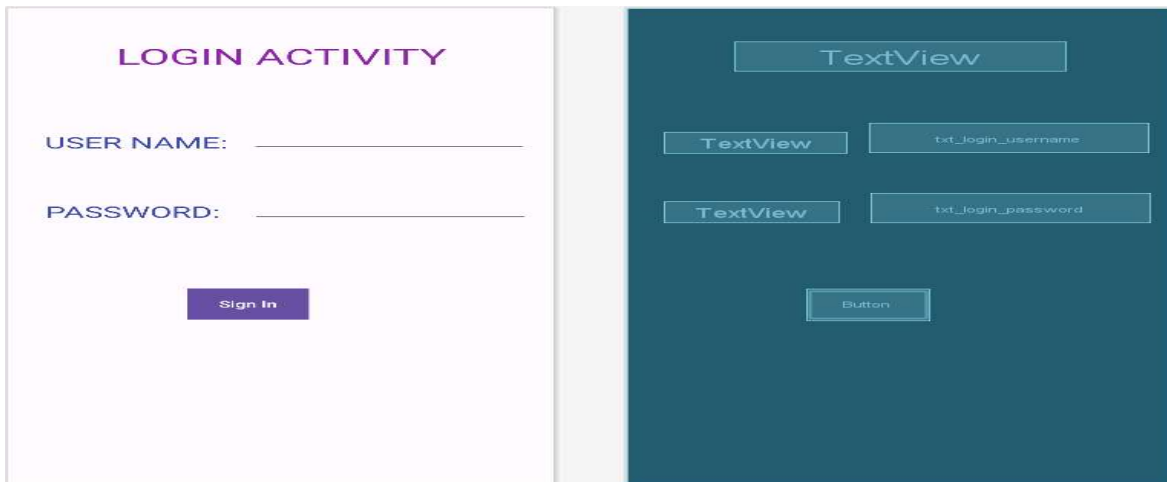 LOGIN ACTIVITY
USER NAME:
PASSWORD:
Sign In
TextView
TextView txt_login_username
TextView txt_login_password
Button